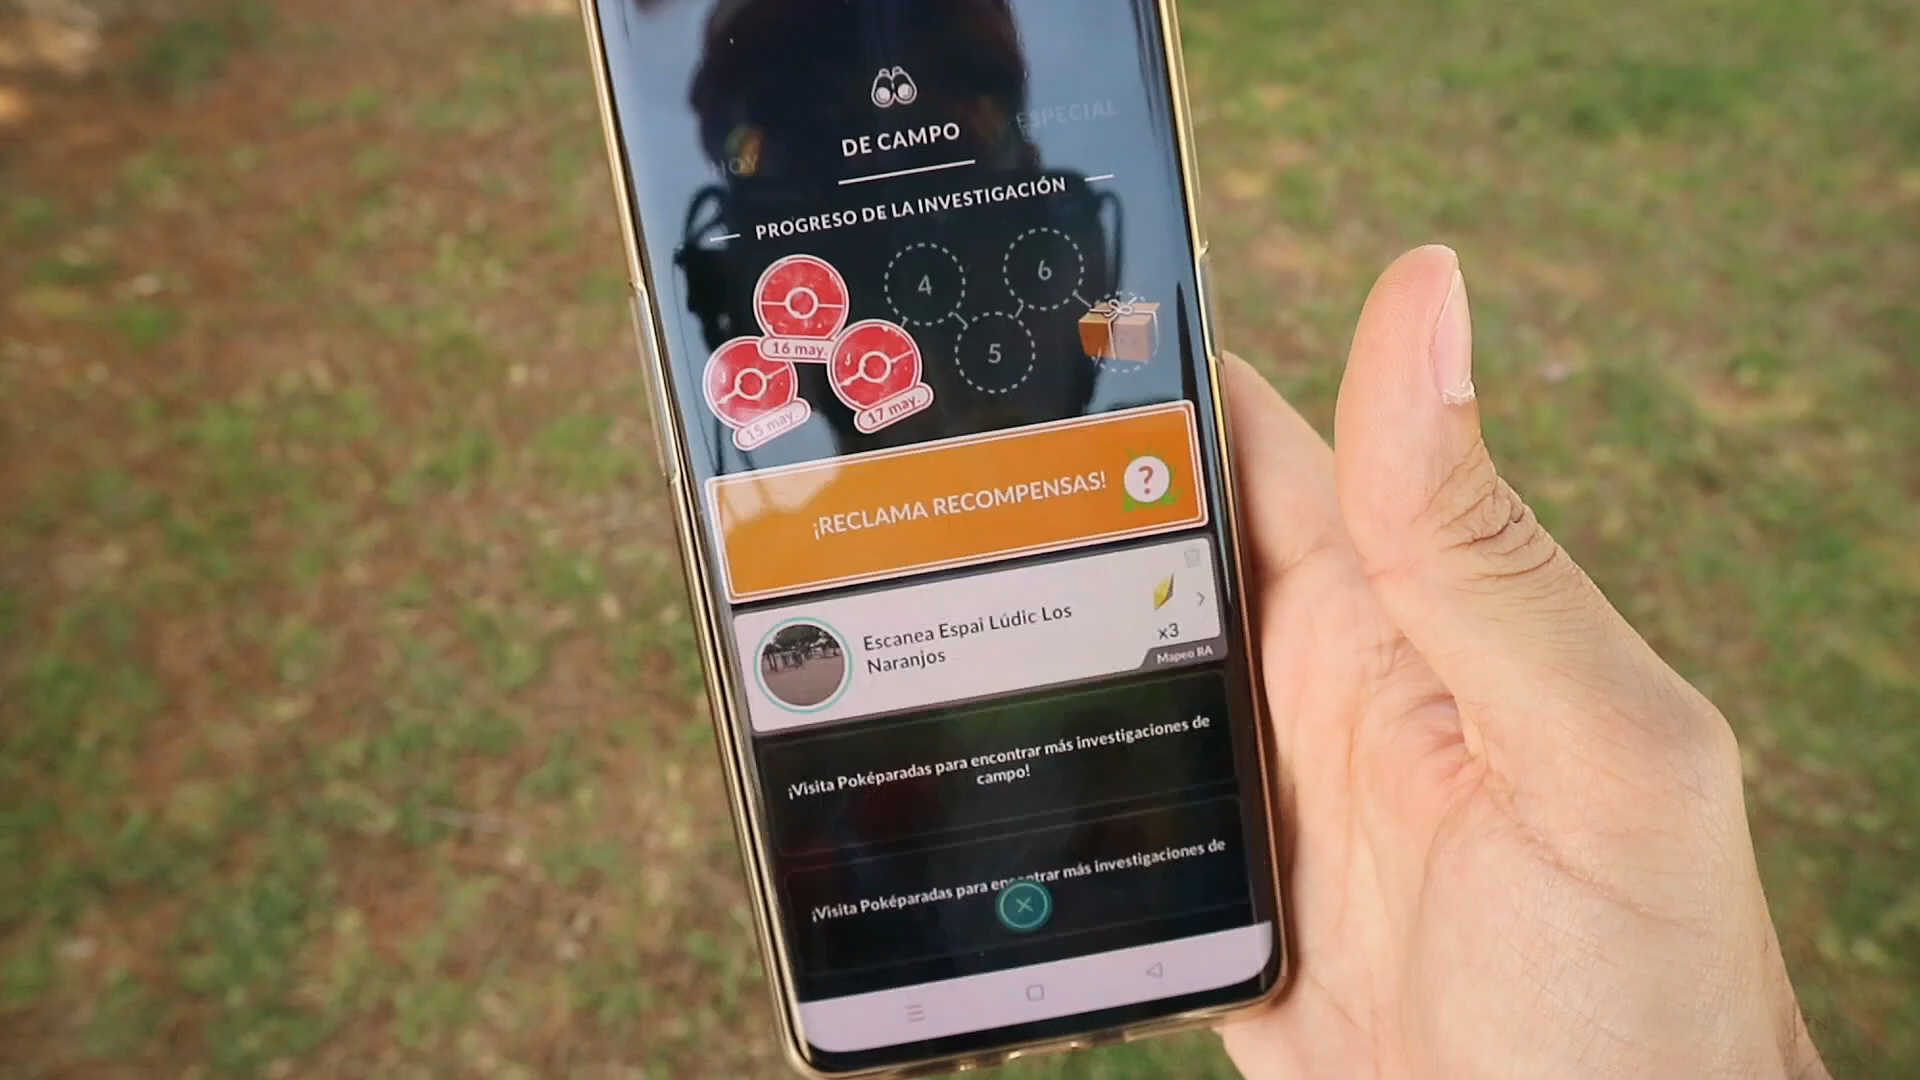 HOY
DE CAMPO
ESPECIAL
PROGRESO DE LA INVESTIGACIÓN
4
6
16 may.
5
15 may.
17 may.
¡RECLAMA RECOMPENSAS!
?
Escanea Espai Lúdic Los
Naranjos
x3
Mapeo RA
¡Visita Poképaradas para encontrar más investigaciones de
campo!
¡Visita Poképaradas para encontrar más investigaciones de